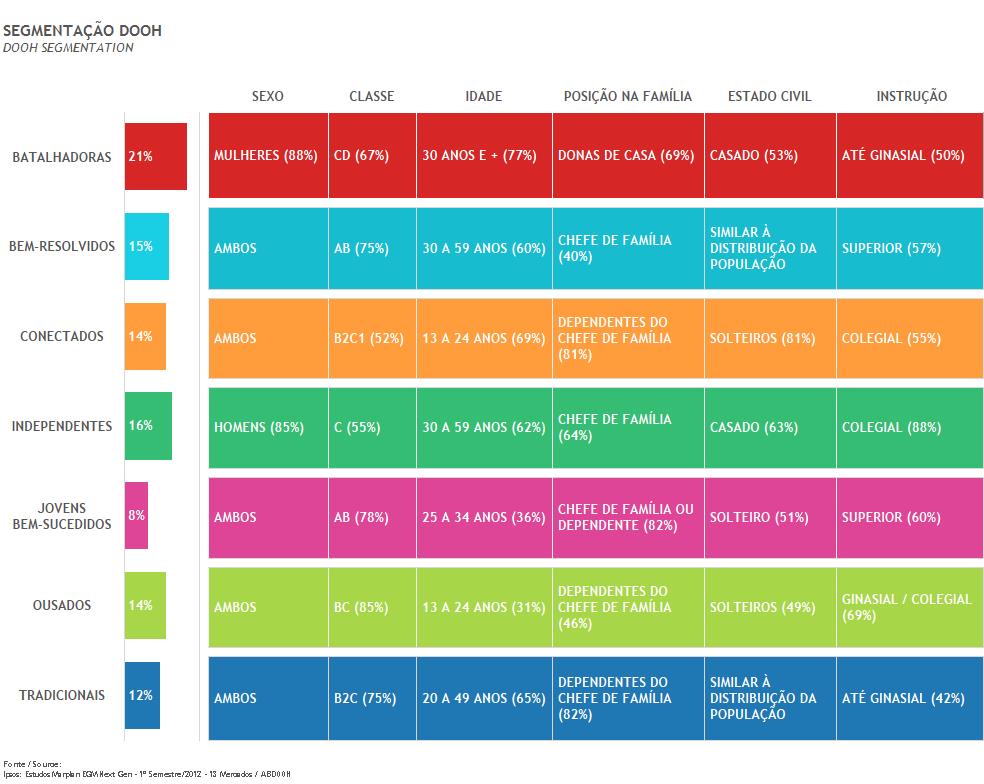 SEGMENTAÇÃO DOOH
DOOH SEGMENTATION
SEXO CLASSE IDADE POSIÇÃO NA FAMÍLIA ESTADO CIVIL INSTRUÇÃO
BATALHADORAS 21% MULHERES (88%) CD (67%) 30 ANOS E + (77%) DONAS DE CASA (69%) CASADO (53%) ATÉ GINASIAL (50%)
BEM-RESOLVIDOS 15% AMBOS AB (75%) 30 A 59 ANOS (60%) CHEFE DE FAMÍLIA
(40%)
SIMILAR À
DISTRIBUIÇÃO DA
POPULAÇÃO
SUPERIOR (57%)
CONECTADOS 14% AMBOS B2C1 (52%) 13 A 24 ANOS (69%)
DEPENDENTES DO
CHEFE DE FAMÍLIA
(81%)
SOLTEIROS (81%) COLEGIAL (55%)
INDEPENDENTES 16% HOMENS (85%) C (55%) 30 A 59 ANOS (62%)
CHEFE DE FAMÍLIA
(64%)
CASADO (63%) COLEGIAL (88%)
JOVENS
BEM-SUCEDIDOS
8% AMBOS AB (78%) 25 A 34 ANOS (36%)
CHEFE DE FAMÍLIA OU
DEPENDENTE (82%)
SOLTEIRO (51%) SUPERIOR (60%)
OUSADOS 14% AMBOS BC (85%) 13 A 24 ANOS (31%)
DEPENDENTES DO
CHEFE DE FAMÍLIA
(46%)
SOLTEIROS (49%)
GINASIAL / COLEGIAL
(69%)
TRADICIONAIS 12% AMBOS B2C (75%) 20 A 49 ANOS (65%)
DEPENDENTES DO
CHEFE DE FAMÍLIA
(82%)
SIMILAR À
DISTRIBUIÇÃO DA
POPULAÇÃO
ATÉ GINASIAL (42%)
Fonte / Source:
Ipsos: Estudos Marplan EGM Next Gen - 1º Semestre/2012 - 13 Mercados / ABDOOH